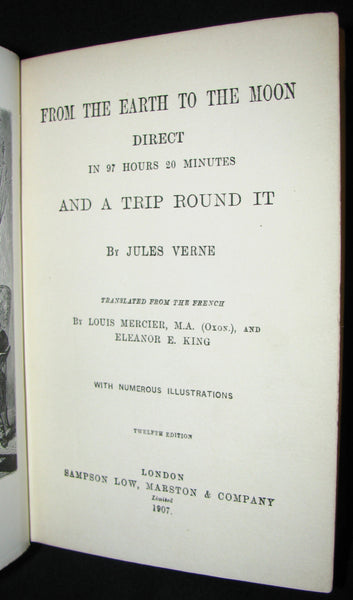 FROM THE EARTH TO THE MOON
DIRECT
IN 97 HOURS 20 MINUTES
AND A TRIP ROUND IT
BY JULES VERNE
TRANSLATED FROM THE FRENCH
BY LOUIS MERCIER, M.A. (OXON.), AND
ELEANOR E. KING
WITH NUMEROUS ILLUSTRATIONS
TWELFTH EDITION
LONDON
SAMPSON LOW, MARSTON & COMPANY
Limited
1907.